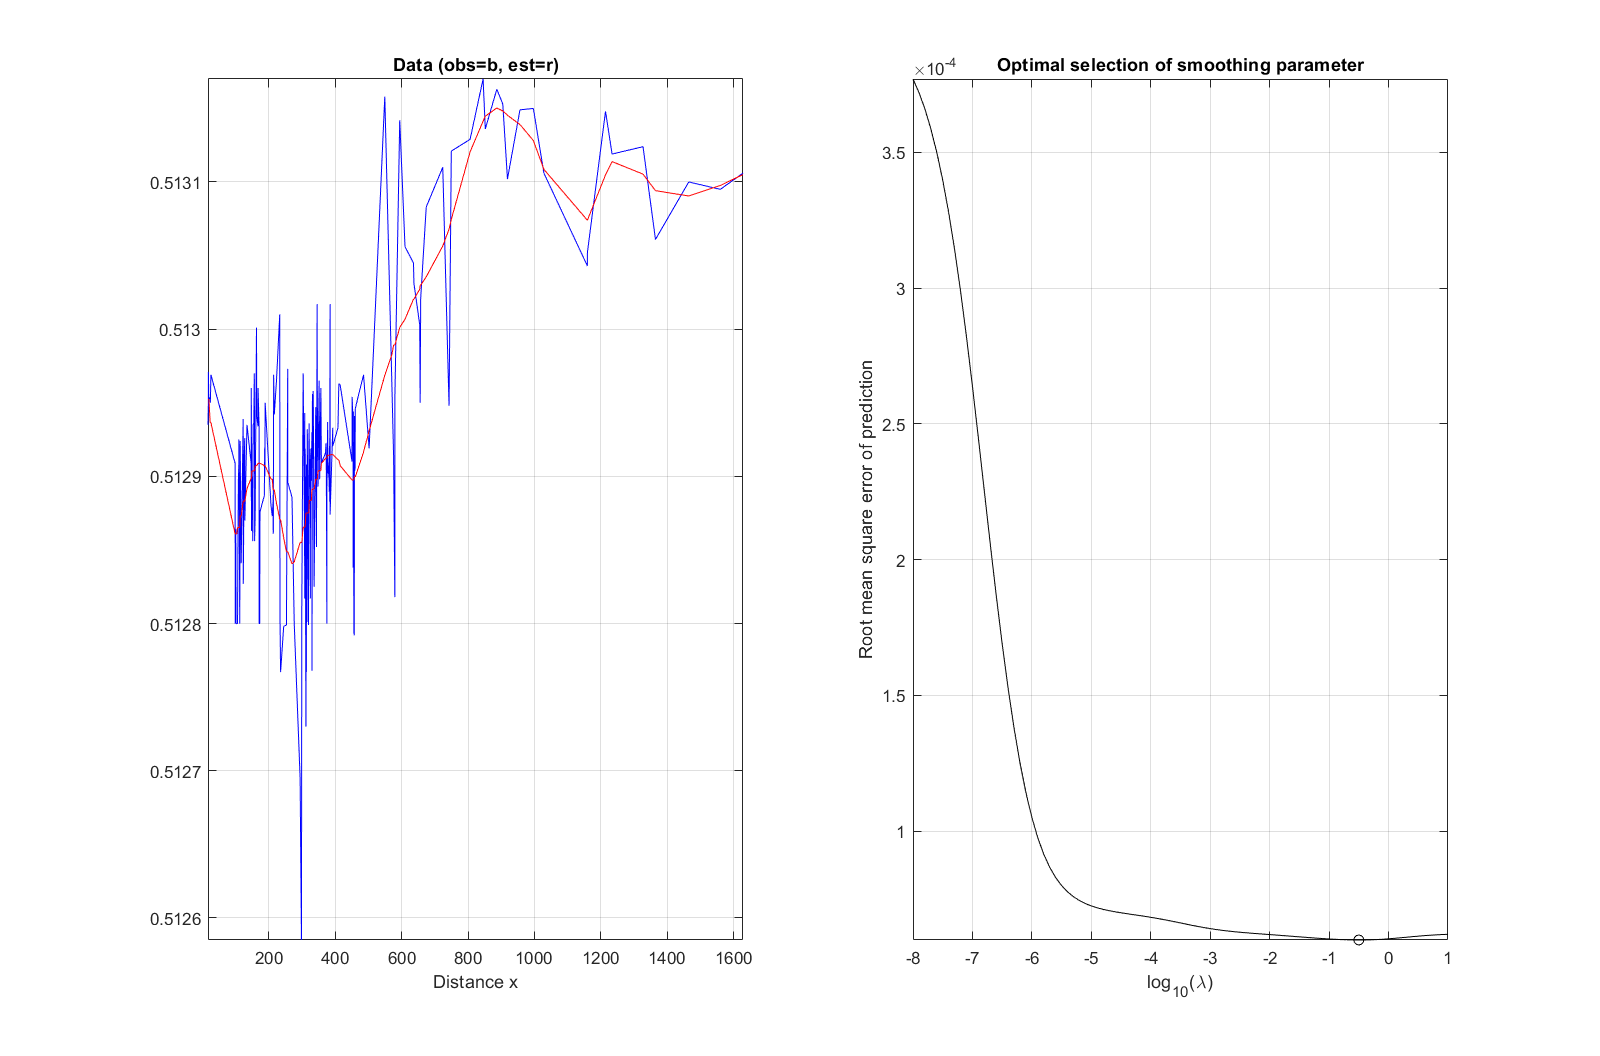 Data (obs=b, est=r)
0.5131
0.513
0.5129
0.5128
0.5127
0.5126
200 400 600 800 1000 1200 1400 1600
Distance x
×10-4 Optimal selection of smoothing parameter
3.5
3
2.5
2
1.5
1
Root mean square error of prediction
-8 -7 -6 -5 -4 -3 -2 -1 0 1
log10(λ)